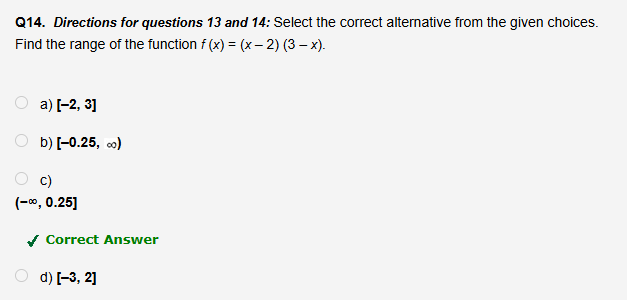 Q14. Directions for questions 13 and 14: Select the correct alternative from the given choices.
Find the range of the function f (x) = (x – 2) (3 – x).
a) [–2, 3]
b) [–0.25, ∞)
c)
(–∞, 0.25]
✓ Correct Answer
d) [–3, 2]